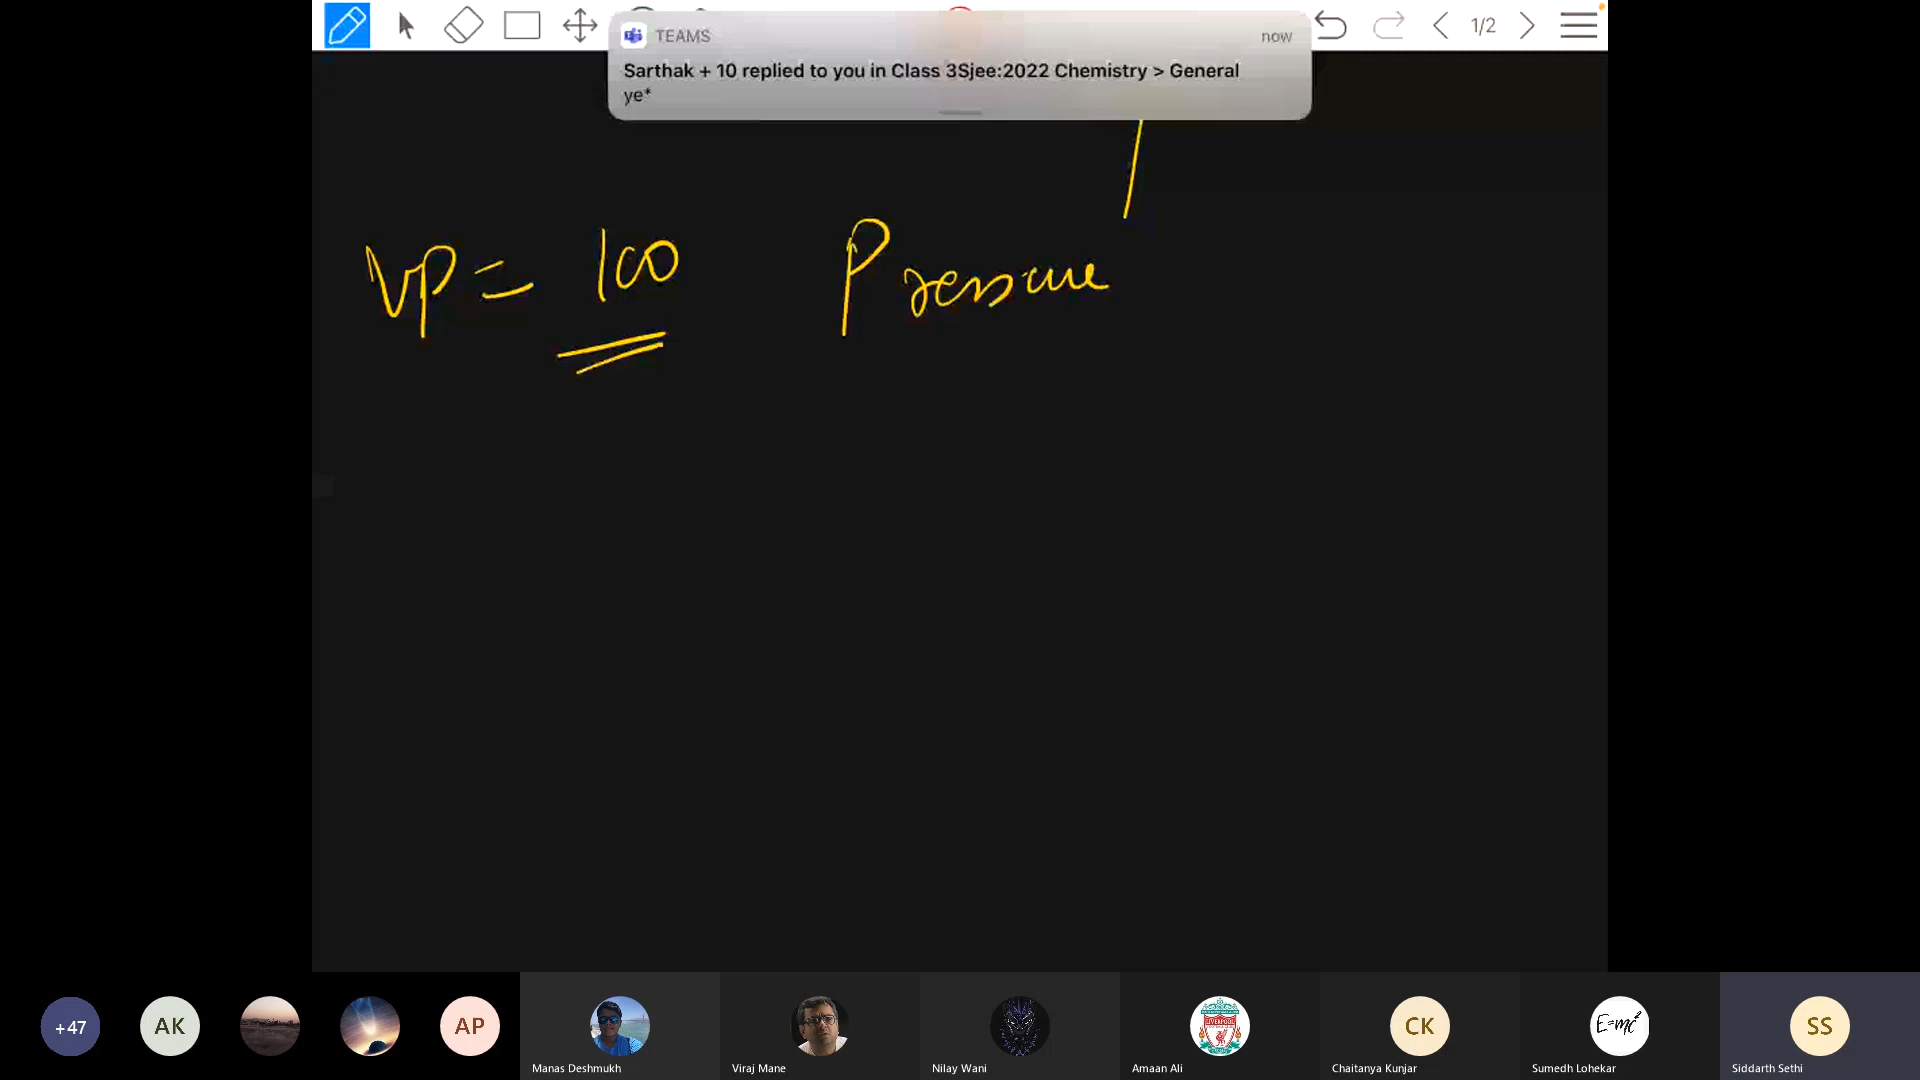 1/2
TEAMS
now
Sarthak + 10 replied to you in Class 3Sjee:2022 Chemistry > General
ye*
VP = 100 Pressure
+47
AK
AP
LIVERPOOL
CK
E=mc²
SS
Manas Deshmukh
Viraj Mane
Nilay Wani
Amaan Ali
Chaitanya Kunjar
Sumedh Lohekar
Siddarth Sethi